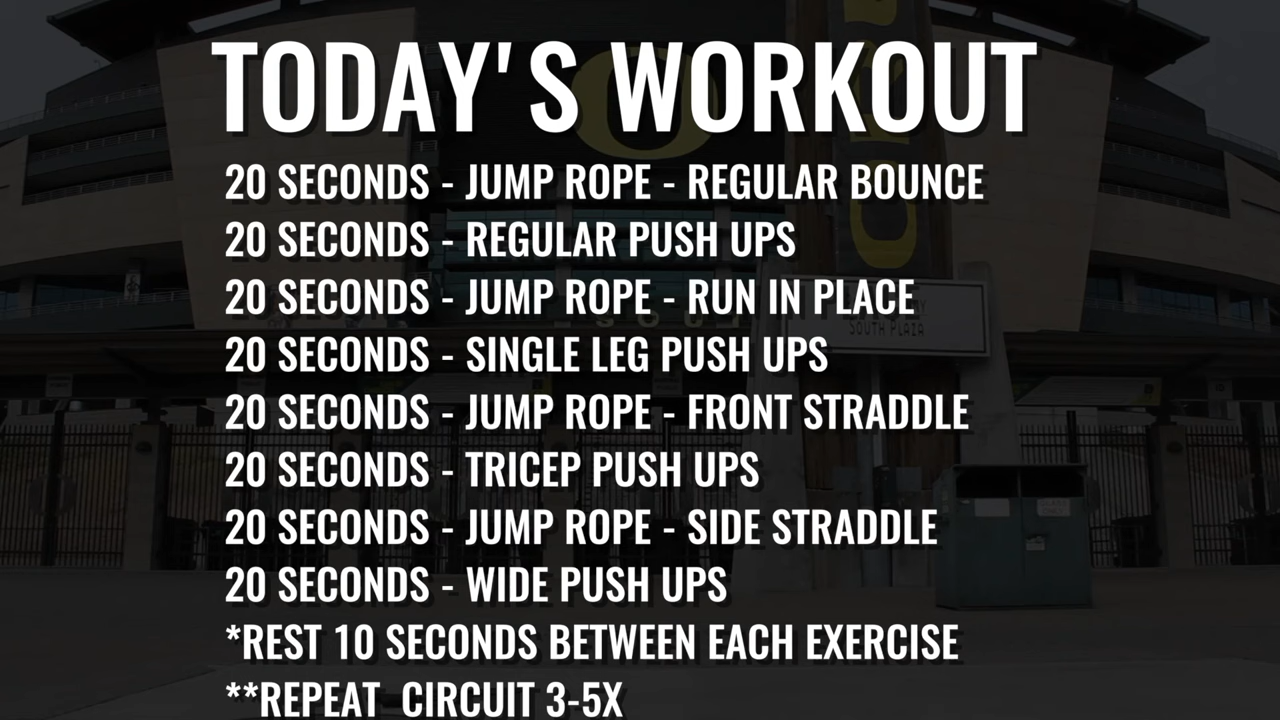 TODAY'S WORKOUT
20 SECONDS - JUMP ROPE - REGULAR BOUNCE
20 SECONDS - REGULAR PUSH UPS
20 SECONDS - JUMP ROPE - RUN IN PLACE
20 SECONDS - SINGLE LEG PUSH UPS
20 SECONDS - JUMP ROPE - FRONT STRADDLE
20 SECONDS - TRICEP PUSH UPS
20 SECONDS - JUMP ROPE - SIDE STRADDLE
20 SECONDS - WIDE PUSH UPS
*REST 10 SECONDS BETWEEN EACH EXERCISE
**REPEAT  CIRCUIT 3-5X
SOUTH PLAZA